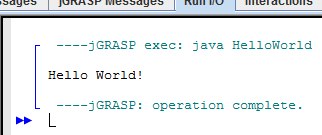 jGRASP Messages
Run I/O
Interactions
----jGRASP exec: java HelloWorld
Hello World!
----jGRASP: operation complete.